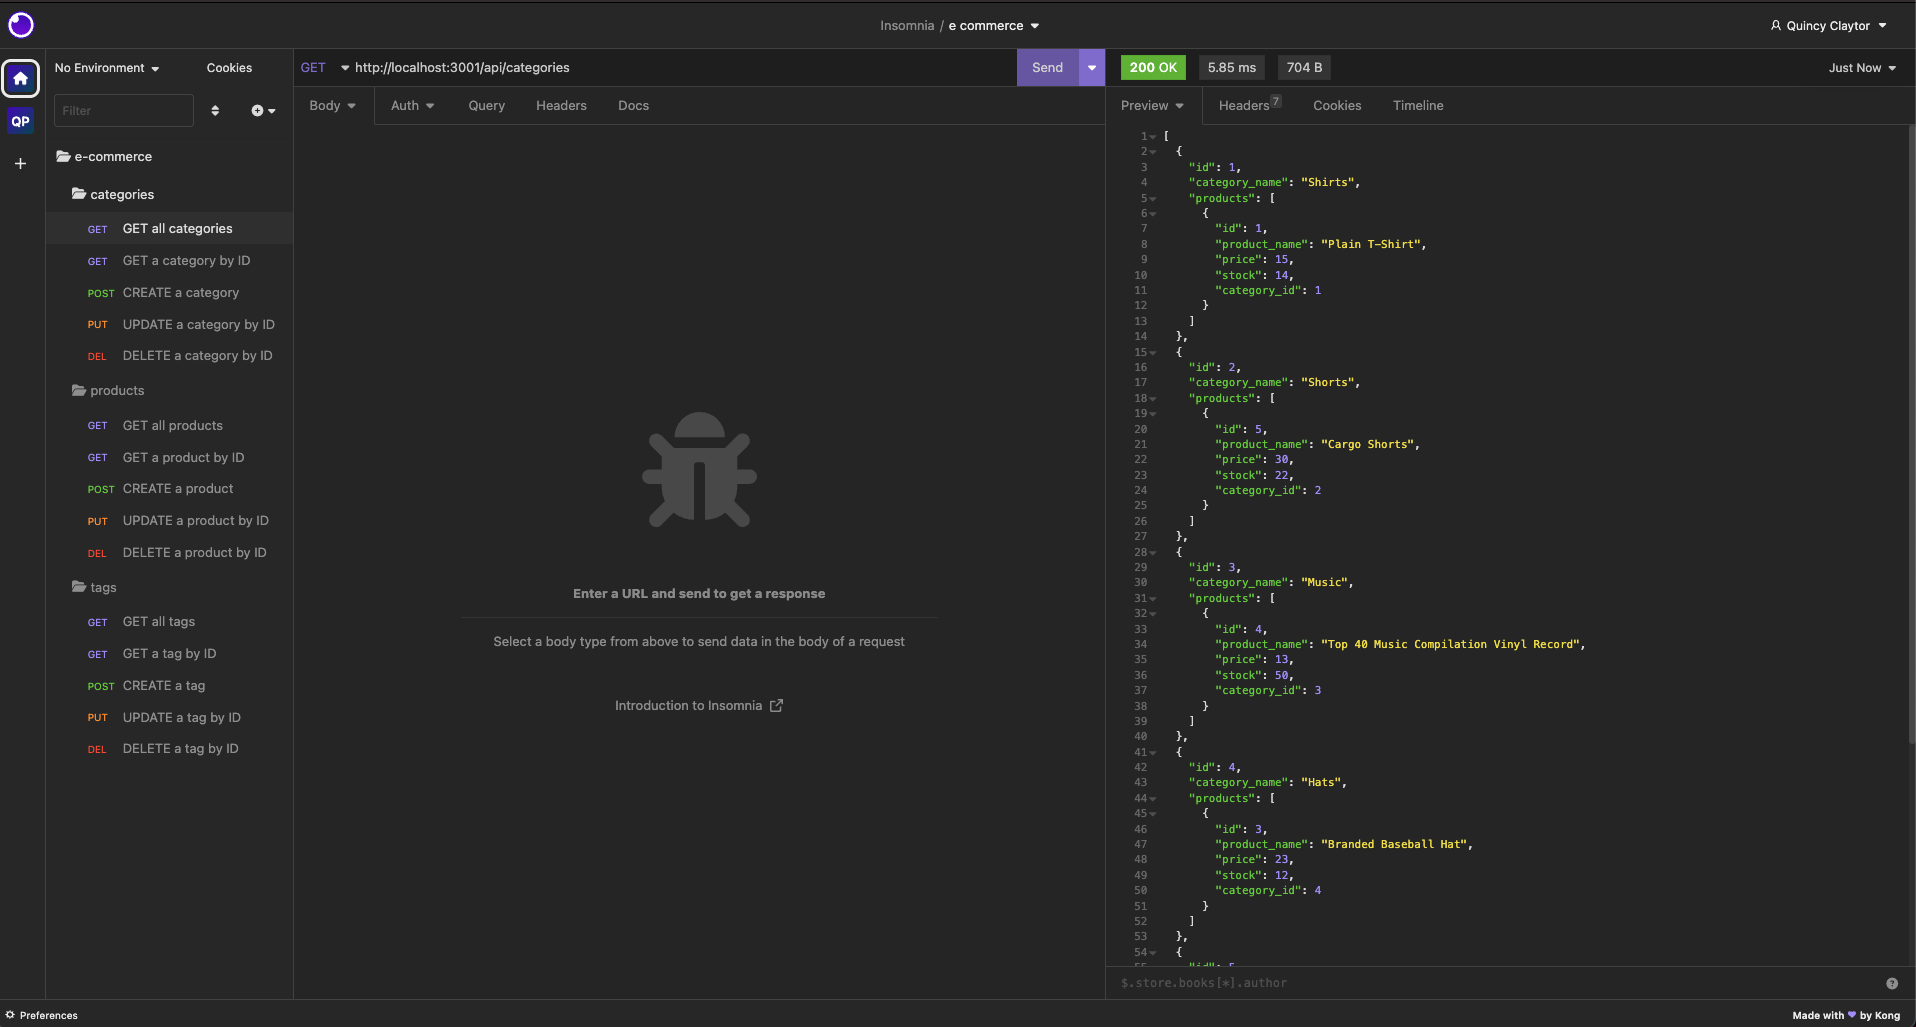 Insomnia / e commerce
Quincy Claytor
No Environment
Cookies
Filter
QP
e-commerce
categories
GET GET all categories
GET GET a category by ID
POST CREATE a category
PUT UPDATE a category by ID
DEL DELETE a category by ID
products
GET GET all products
GET GET a product by ID
POST CREATE a product
PUT UPDATE a product by ID
DEL DELETE a product by ID
tags
GET GET all tags
GET GET a tag by ID
POST CREATE a tag
PUT UPDATE a tag by ID
DEL DELETE a tag by ID
GET http://localhost:3001/api/categories Send
Body Auth Query Headers Docs
Enter a URL and send to get a response
Select a body type from above to send data in the body of a request
Introduction to Insomnia
200 OK 5.85 ms 704 B Just Now
Preview Headers 7 Cookies Timeline
1 [
2 {
3 "id": 1,
4 "category_name": "Shirts",
5 "products": [
6 {
7 "id": 1,
8 "product_name": "Plain T-Shirt",
9 "price": 15,
10 "stock": 14,
11 "category_id": 1
12 }
13 ]
14 },
15 {
16 "id": 2,
17 "category_name": "Shorts",
18 "products": [
19 {
20 "id": 5,
21 "product_name": "Cargo Shorts",
22 "price": 30,
23 "stock": 22,
24 "category_id": 2
25 }
26 ]
27 },
28 {
29 "id": 3,
30 "category_name": "Music",
31 "products": [
32 {
33 "id": 4,
34 "product_name": "Top 40 Music Compilation Vinyl Record",
35 "price": 13,
36 "stock": 50,
37 "category_id": 3
38 }
39 ]
40 },
41 {
42 "id": 4,
43 "category_name": "Hats",
44 "products": [
45 {
46 "id": 3,
47 "product_name": "Branded Baseball Hat",
48 "price": 23,
49 "stock": 12,
50 "category_id": 4
51 }
52 ]
53 },
54 {
$.store.books[*].author
Preferences
Made with 💜 by Kong